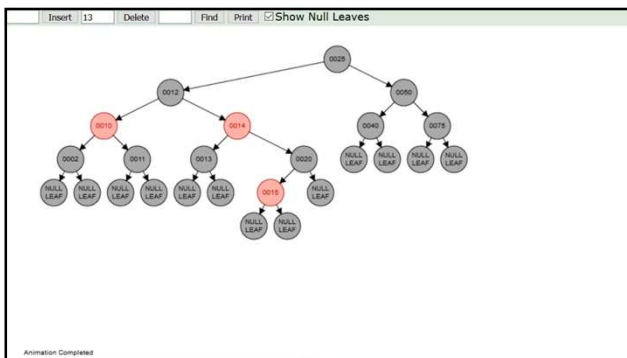 Insert 13 Delete Find Print Show Null Leaves
0025
0012 0050
0010 0014 0040 0075
0002 0011 0013 0020 NULL LEAF NULL LEAF NULL LEAF NULL LEAF
NULL LEAF NULL LEAF NULL LEAF NULL LEAF NULL LEAF NULL LEAF 0015 NULL LEAF
NULL LEAF NULL LEAF
Animation Completed